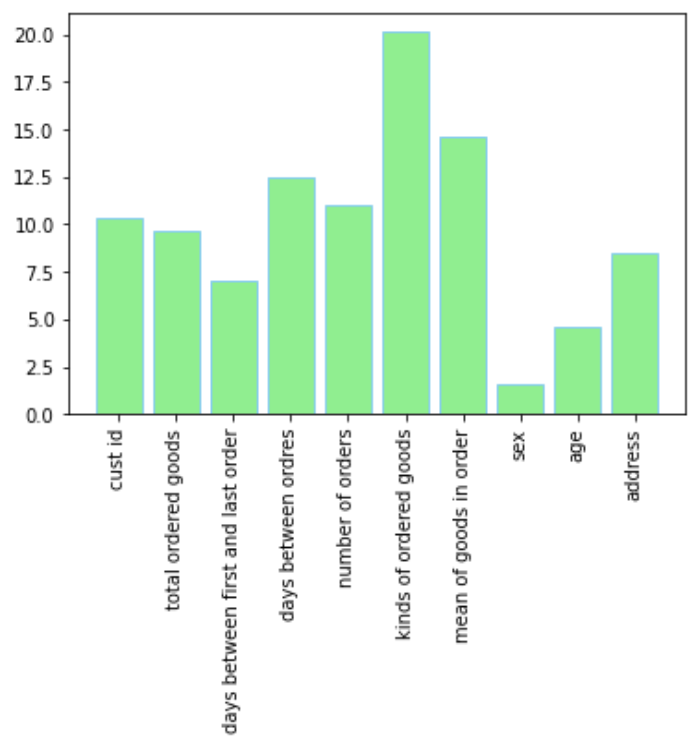 20.0
17.5
15.0
12.5
10.0
7.5
5.0
2.5
0.0
cust id
total ordered goods
days between first and last order
days between ordres
number of orders
kinds of ordered goods
mean of goods in order
sex
age
address